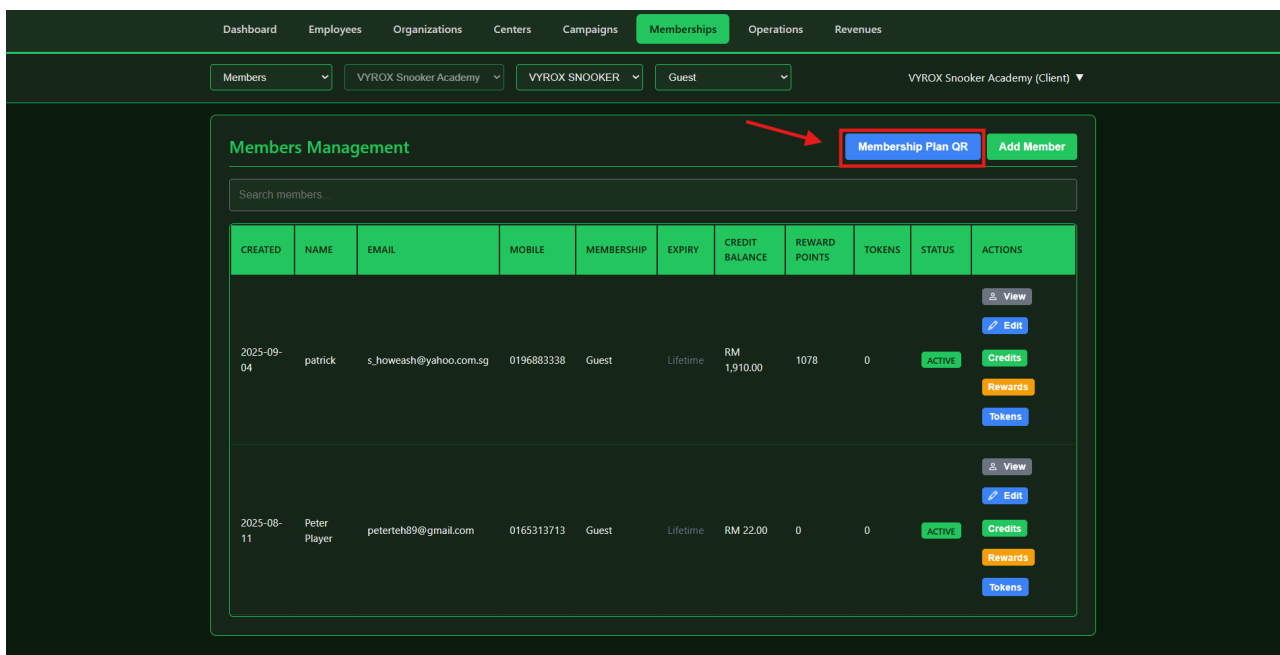 Dashboard Employees Organizations Centers Campaigns Memberships Operations Revenues
Members VYROX Snooker Academy VYROX SNOOKER Guest VYROX Snooker Academy (Client) ▼
Members Management Membership Plan QR Add Member
Search members...
CREATED NAME EMAIL MOBILE MEMBERSHIP EXPIRY CREDIT BALANCE REWARD POINTS TOKENS STATUS ACTIONS
2025-09-04 patrick s_howeash@yahoo.com.sg 0196883338 Guest Lifetime RM 1,910.00 1078 0 ACTIVE
View
Edit
Credits
Rewards
Tokens
2025-08-11 Peter Player peterteh89@gmail.com 0165313713 Guest Lifetime RM 22.00 0 0 ACTIVE
View
Edit
Credits
Rewards
Tokens